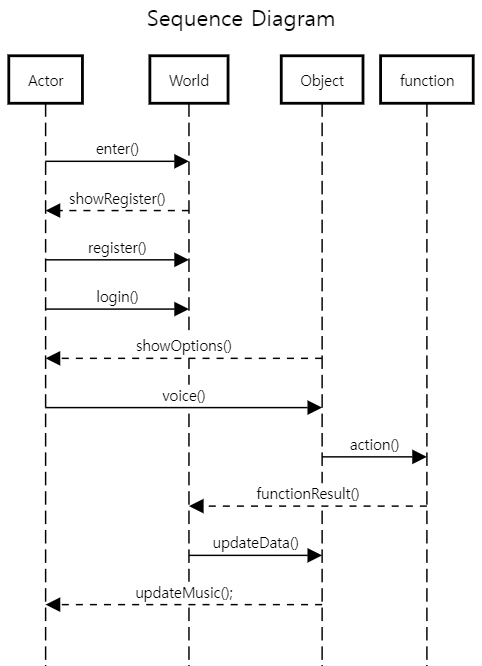 Sequence Diagram
Actor
World
Object
function
enter()
showRegister()
register()
login()
showOptions()
voice()
action()
functionResult()
updateData()
updateMusic();